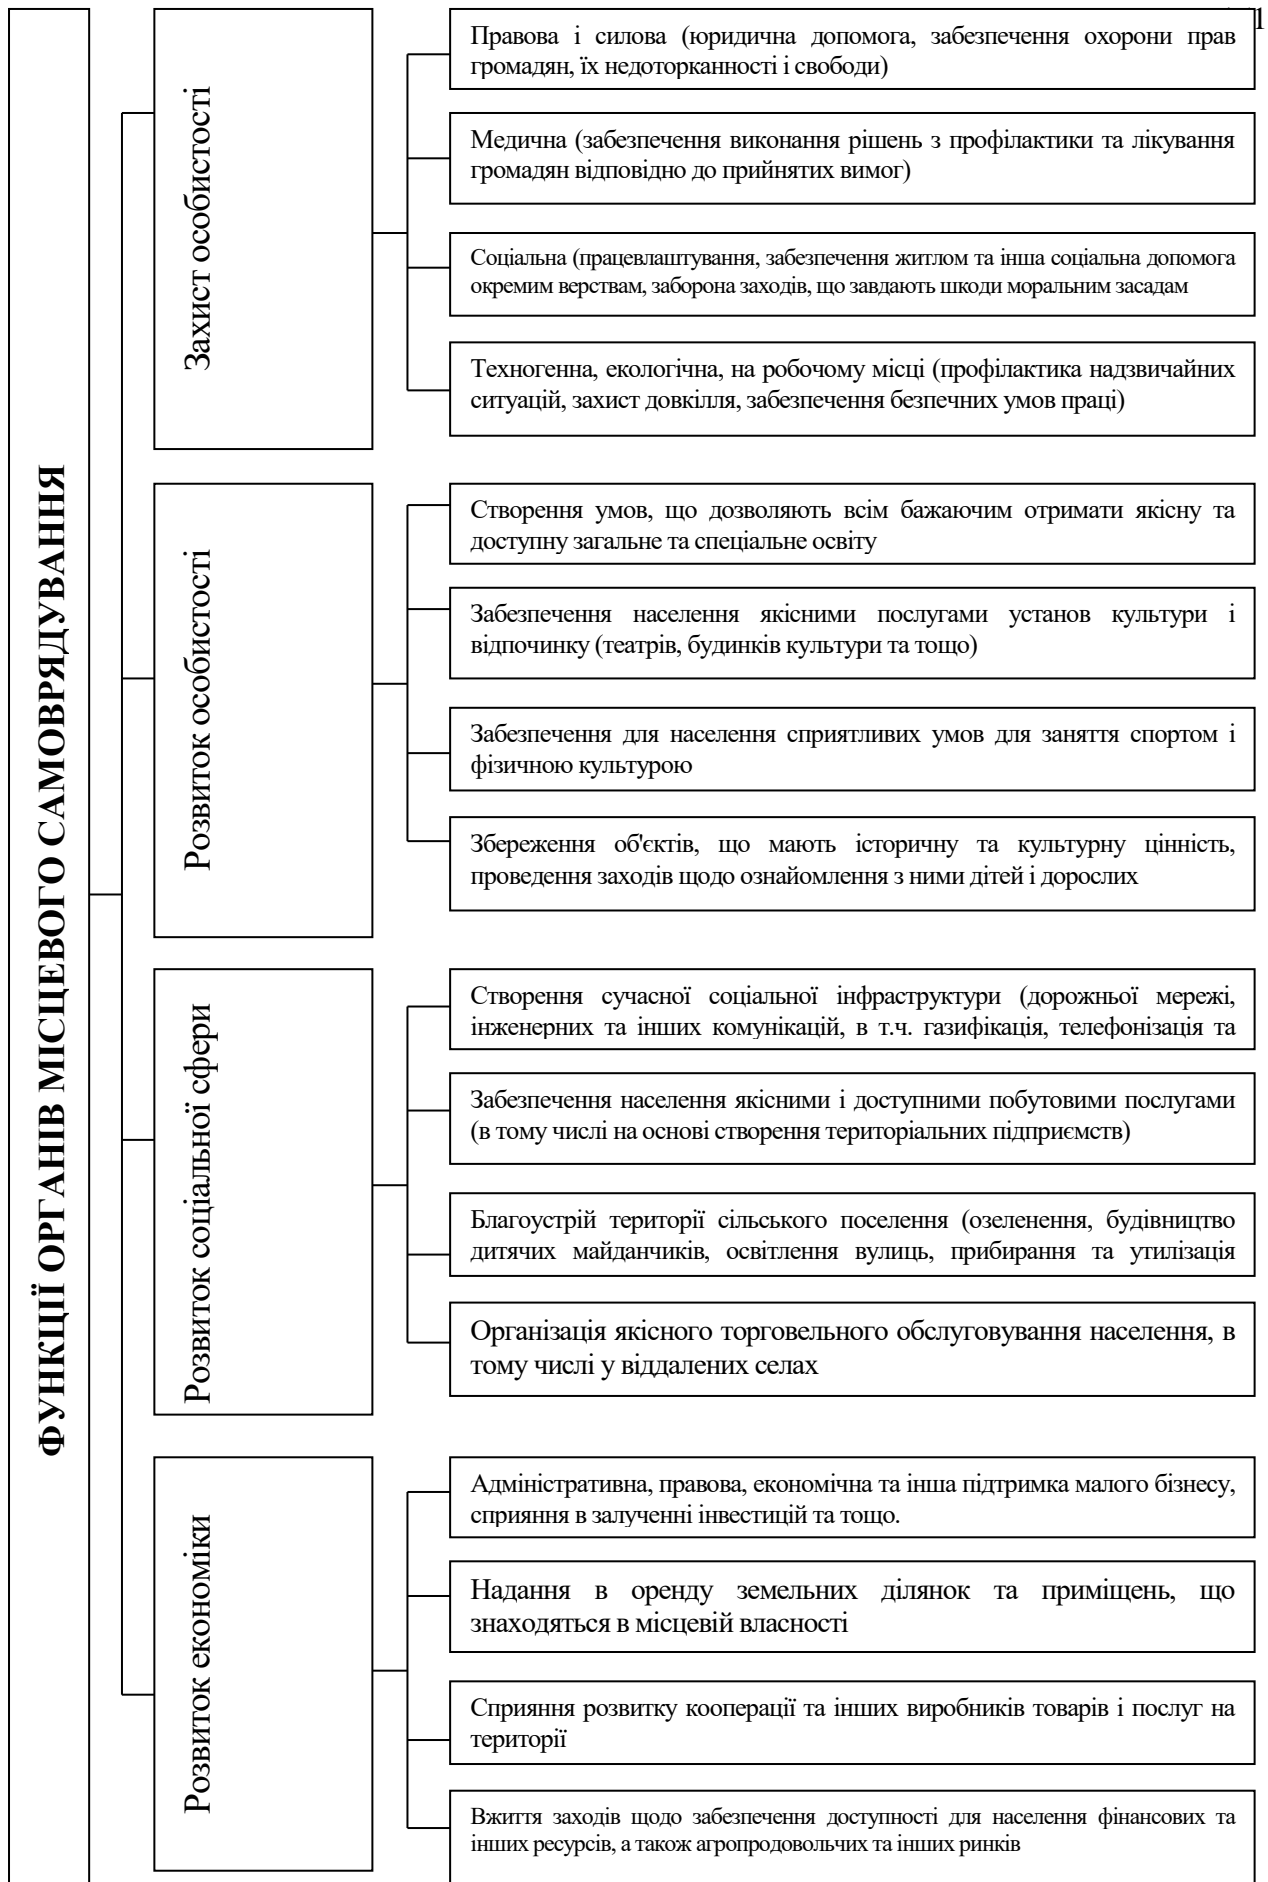 ФУНКЦІЇ ОРГАНІВ МІСЦЕВОГО САМОВРЯДУВАННЯ
Захист особистості
Правова і силова (юридична допомога, забезпечення охорони прав
громадян, їх недоторканності і свободи)
Медична (забезпечення виконання рішень з профілактики та лікування
громадян відповідно до прийнятих вимог)
Соціальна (працевлаштування, забезпечення житлом та інша соціальна допомога
окремим верствам, заборона заходів, що завдають шкоди моральним засадам
Техногенна, екологічна, на робочому місці (профілактика надзвичайних
ситуацій, захист довкілля, забезпечення безпечних умов праці)
Розвиток особистості
Створення умов, що дозволяють всім бажаючим отримати якісну та
доступну загальне та спеціальне освіту
Забезпечення населення якісними послугами установ культури і
відпочинку (театрів, будинків культури та тощо)
Забезпечення для населення сприятливих умов для заняття спортом і
фізичною культурою
Збереження об'єктів, що мають історичну та культурну цінність,
проведення заходів щодо ознайомлення з ними дітей і дорослих
Розвиток соціальної сфери
Створення сучасної соціальної інфраструктури (дорожньої мережі,
інженерних та інших комунікацій, в т.ч. газифікація, телефонізація та
Забезпечення населення якісними і доступними побутовими послугами
(в тому числі на основі створення територіальних підприємств)
Благоустрій території сільського поселення (озеленення, будівництво
дитячих майданчиків, освітлення вулиць, прибирання та утилізація
Організація якісного торговельного обслуговування населення, в
тому числі у віддалених селах
Розвиток економіки
Адміністративна, правова, економічна та інша підтримка малого бізнесу,
сприяння в залученні інвестицій та тощо.
Надання в оренду земельних ділянок та приміщень, що
знаходяться в місцевій власності
Сприяння розвитку кооперації та інших виробників товарів і послуг на
території
Вжиття заходів щодо забезпечення доступності для населення фінансових та
інших ресурсів, а також агропродовольчих та інших ринків